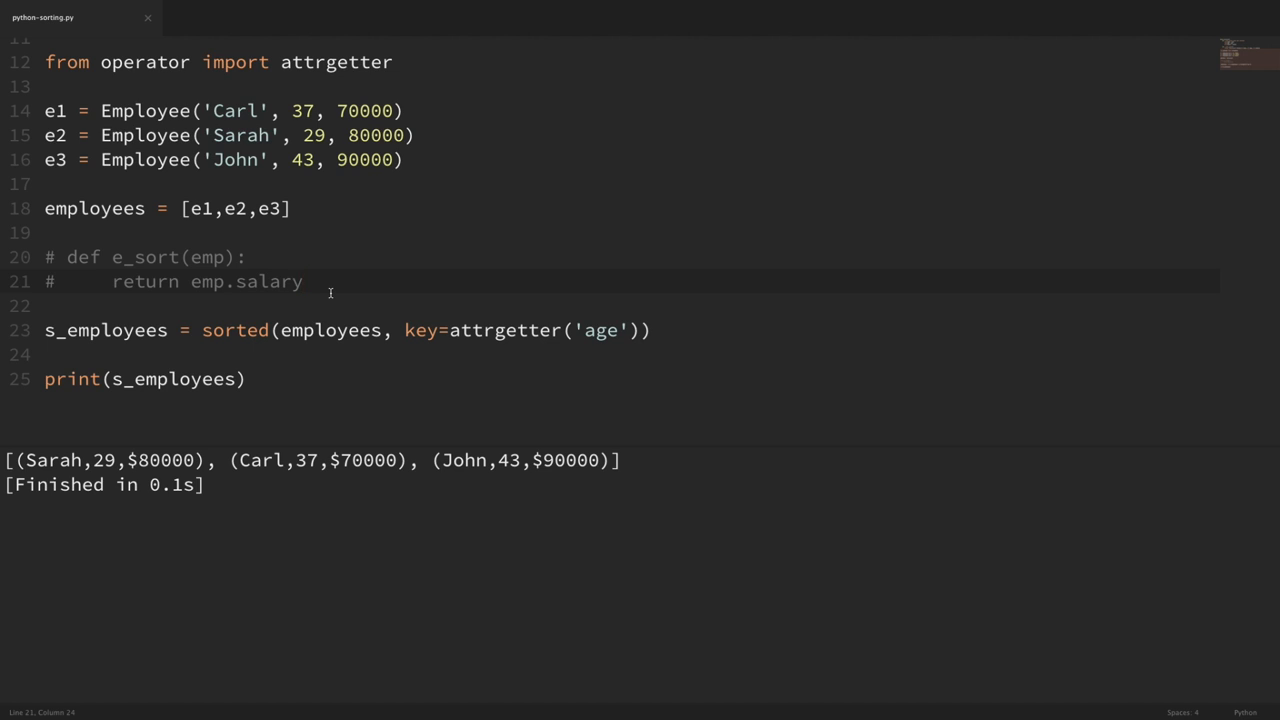 python-sorting.py ×
11
12 from operator import attrgetter
13
14 e1 = Employee('Carl', 37, 70000)
15 e2 = Employee('Sarah', 29, 80000)
16 e3 = Employee('John', 43, 90000)
17
18 employees = [e1,e2,e3]
19
20 # def e_sort(emp):
21 #     return emp.salary
22
23 s_employees = sorted(employees, key=attrgetter('age'))
24
25 print(s_employees)
[(Sarah,29,$80000), (Carl,37,$70000), (John,43,$90000)]
[Finished in 0.1s]
Line 21, Column 24 Spaces: 4 Python